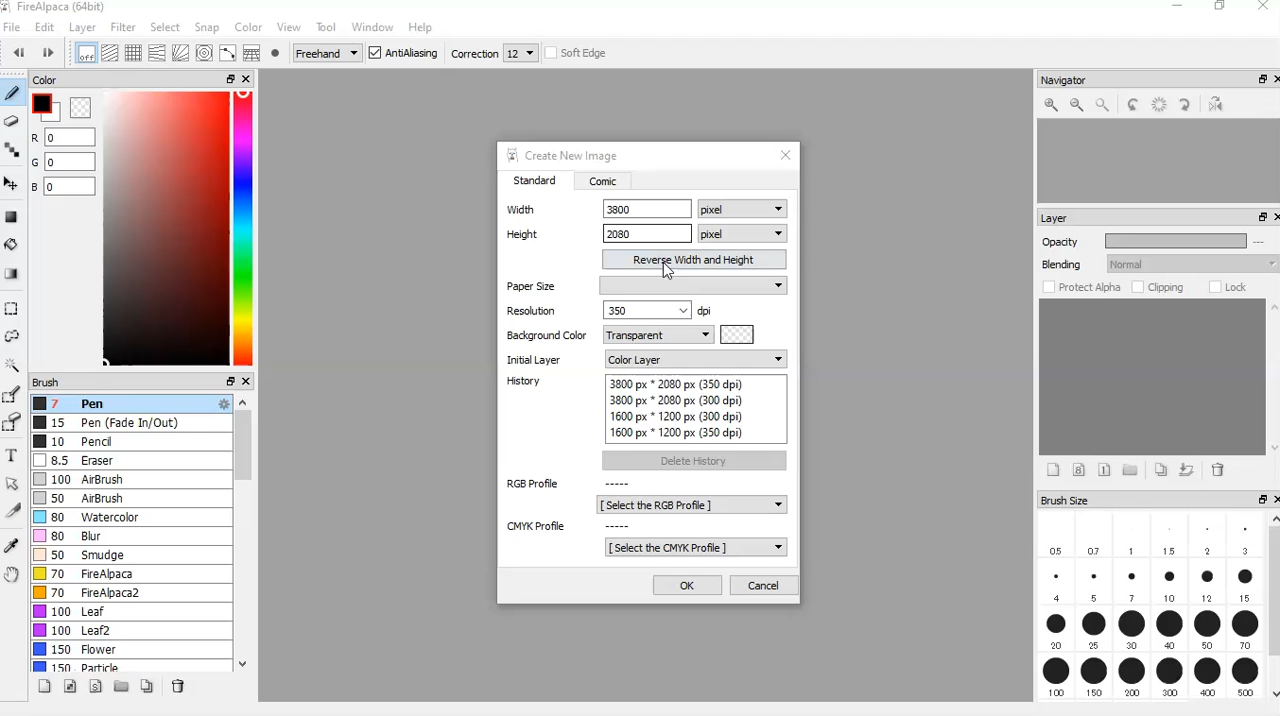 FireAlpaca (64bit)
File Edit Layer Filter Select Snap Color View Tool Window Help
off Freehand AntiAliasing Correction 12 Soft Edge
Color
R 0
G 0
B 0
Brush
7 Pen
15 Pen (Fade In/Out)
10 Pencil
8.5 Eraser
100 AirBrush
50 AirBrush
80 Watercolor
80 Blur
50 Smudge
70 FireAlpaca
70 FireAlpaca2
100 Leaf
100 Leaf2
150 Flower
150 Particle
Create New Image
Standard Comic
Width 3800 pixel
Height 2080 pixel
Reverse Width and Height
Paper Size
Resolution 350 dpi
Background Color Transparent
Initial Layer Color Layer
History
3800 px * 2080 px (350 dpi)
3800 px * 2080 px (300 dpi)
1600 px * 1200 px (300 dpi)
1600 px * 1200 px (350 dpi)
Delete History
RGB Profile -----
[ Select the RGB Profile ]
CMYK Profile -----
[ Select the CMYK Profile ]
OK Cancel
Navigator
Layer
Opacity ---
Blending Normal
Protect Alpha Clipping Lock
8 1
Brush Size
0.5 0.7 1 1.5 2 3
4 5 7 10 12 15
20 25 30 40 50 70
100 150 200 300 400 500